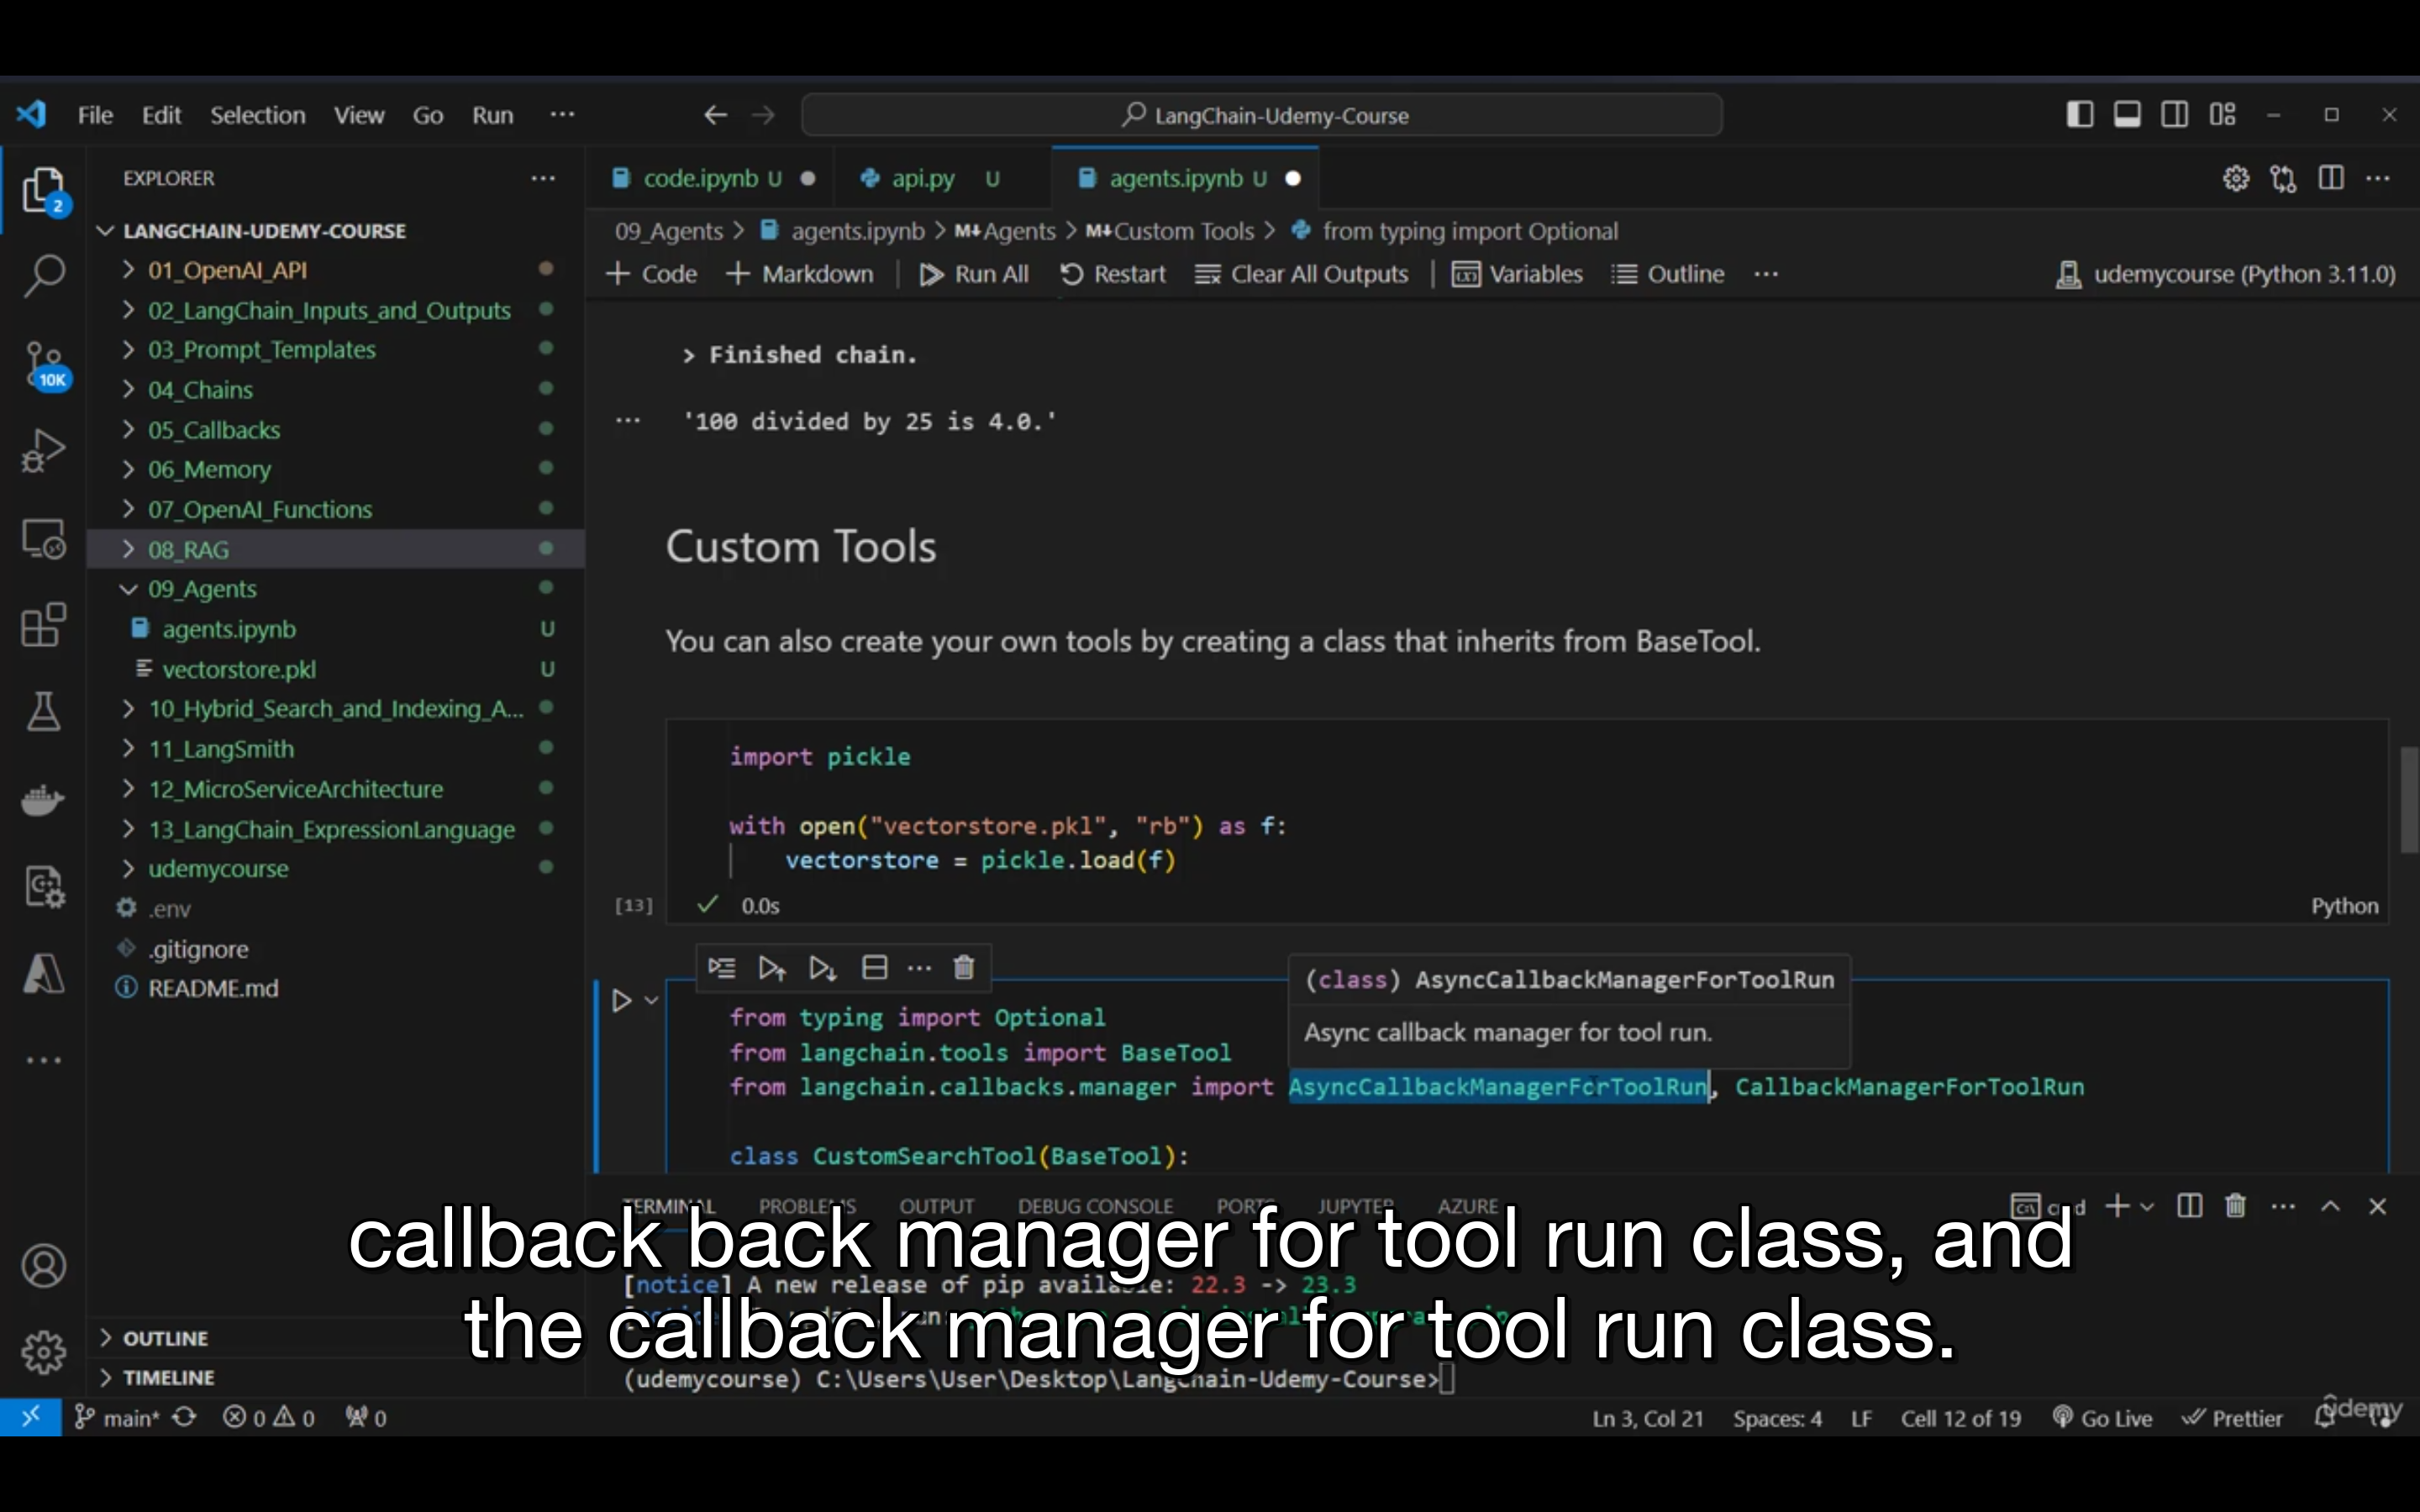 File Edit Selection View Go Run ...
LangChain-Udemy-Course
EXPLORER ...
2
10K
LANGCHAIN-UDEMY-COURSE
01_OpenAI_API
02_LangChain_Inputs_and_Outputs
03_Prompt_Templates
04_Chains
05_Callbacks
06_Memory
07_OpenAI_Functions
08_RAG
09_Agents
agents.ipynb U
vectorstore.pkl U
10_Hybrid_Search_and_Indexing_A...
11_LangSmith
12_MicroServiceArchitecture
13_LangChain_ExpressionLanguage
udemycourse
.env
.gitignore
README.md
OUTLINE
TIMELINE
code.ipynb U api.py U agents.ipynb U
09_Agents > agents.ipynb > M↓Agents > M↓Custom Tools > from typing import Optional
+ Code + Markdown | Run All Restart Clear All Outputs | Variables Outline ... udemycourse (Python 3.11.0)
> Finished chain.
... '100 divided by 25 is 4.0.'
Custom Tools
You can also create your own tools by creating a class that inherits from BaseTool.
import pickle
with open("vectorstore.pkl", "rb") as f:
vectorstore = pickle.load(f)
[13] ✓ 0.0s Python
(class) AsyncCallbackManagerForToolRun
Async callback manager for tool run.
from typing import Optional
from langchain.tools import BaseTool
from langchain.callbacks.manager import AsyncCallbackManagerForToolRun, CallbackManagerForToolRun
class CustomSearchTool(BaseTool):
TERMINAL PROBLEMS OUTPUT DEBUG CONSOLE PORTS JUPYTER AZURE
callback back manager for tool run class, and
[notice] A new release of pip available: 22.3 -> 23.3
the callback manager for tool run class.
(udemycourse) C:\Users\User\Desktop\LangChain-Udemy-Course>
main* 0 0 0 Ln 3, Col 21 Spaces: 4 LF Cell 12 of 19 Go Live Prettier
udemy